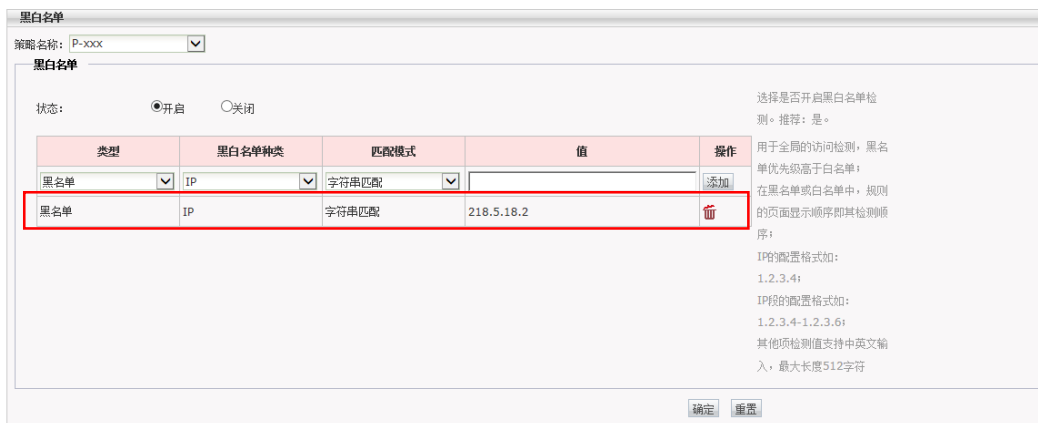 黑白名单
策略名称: P-xxx
黑白名单
状态: 开启 关闭
类型 黑白名单种类 匹配模式 值 操作
黑名单 IP 字符串匹配 添加
黑名单 IP 字符串匹配 218.5.18.2
选择是否开启黑白名单检
测。推荐: 是。
用于全局的访问检测，黑名
单优先级高于白名单;
在黑名单或白名单中，规则
的页面显示顺序即其检测顺
序;
IP的配置格式如:
1.2.3.4;
IP段的配置格式如:
1.2.3.4-1.2.3.6;
其他项检测值支持中英文输
入，最大长度512字符
确定 重置